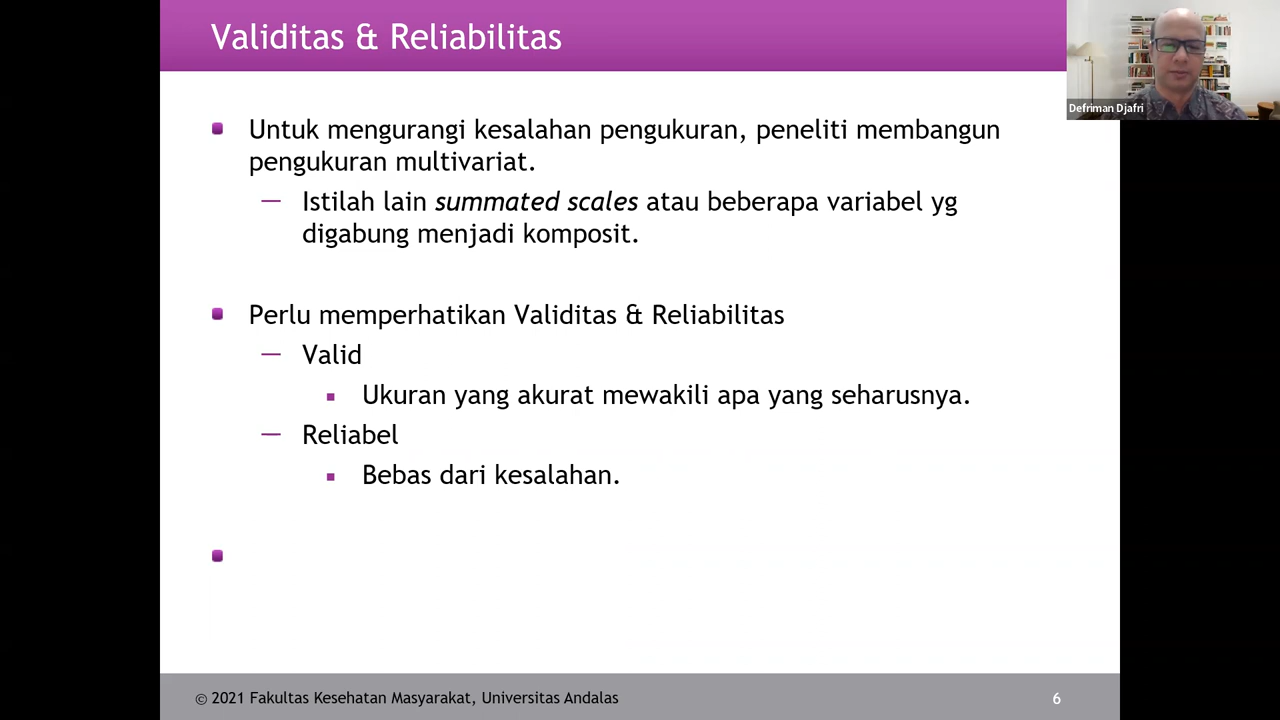 Validitas & Reliabilitas
Defriman Djafri
Untuk mengurangi kesalahan pengukuran, peneliti membangun
pengukuran multivariat.
— Istilah lain summated scales atau beberapa variabel yg
digabung menjadi komposit.
Perlu memperhatikan Validitas & Reliabilitas
— Valid
Ukuran yang akurat mewakili apa yang seharusnya.
— Reliabel
Bebas dari kesalahan.
© 2021 Fakultas Kesehatan Masyarakat, Universitas Andalas
6